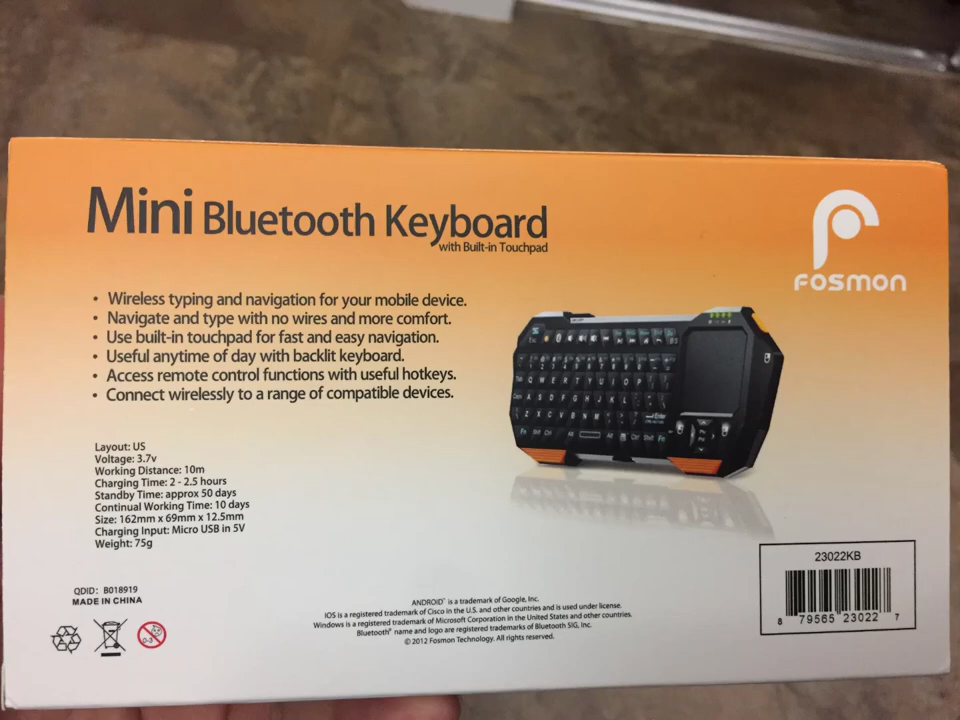 Mini Bluetooth Keyboard
with Built-in Touchpad
FOSMON
• Wireless typing and navigation for your mobile device.
• Navigate and type with no wires and more comfort.
• Use built-in touchpad for fast and easy navigation.
• Useful anytime of day with backlit keyboard.
• Access remote control functions with useful hotkeys.
• Connect wirelessly to a range of compatible devices.
Layout: US
Voltage: 3.7v
Working Distance: 10m
Charging Time: 2 - 2.5 hours
Standby Time: approx 50 days
Continual Working Time: 10 days
Size: 162mm x 69mm x 12.5mm
Charging Input: Micro USB in 5V
Weight: 75g
QDID: B018919
MADE IN CHINA
0-3
ANDROID™ is a trademark of Google, Inc.
IOS is a registered trademark of Cisco in the U.S. and other countries and is used under license.
Windows is a registered trademark of Microsoft Corporation in the United States and other countries.
Bluetooth® name and logo are registered trademarks of Bluetooth SIG, Inc.
© 2012 Fosmon Technology. All rights reserved.
23022KB
8 79565 23022 7